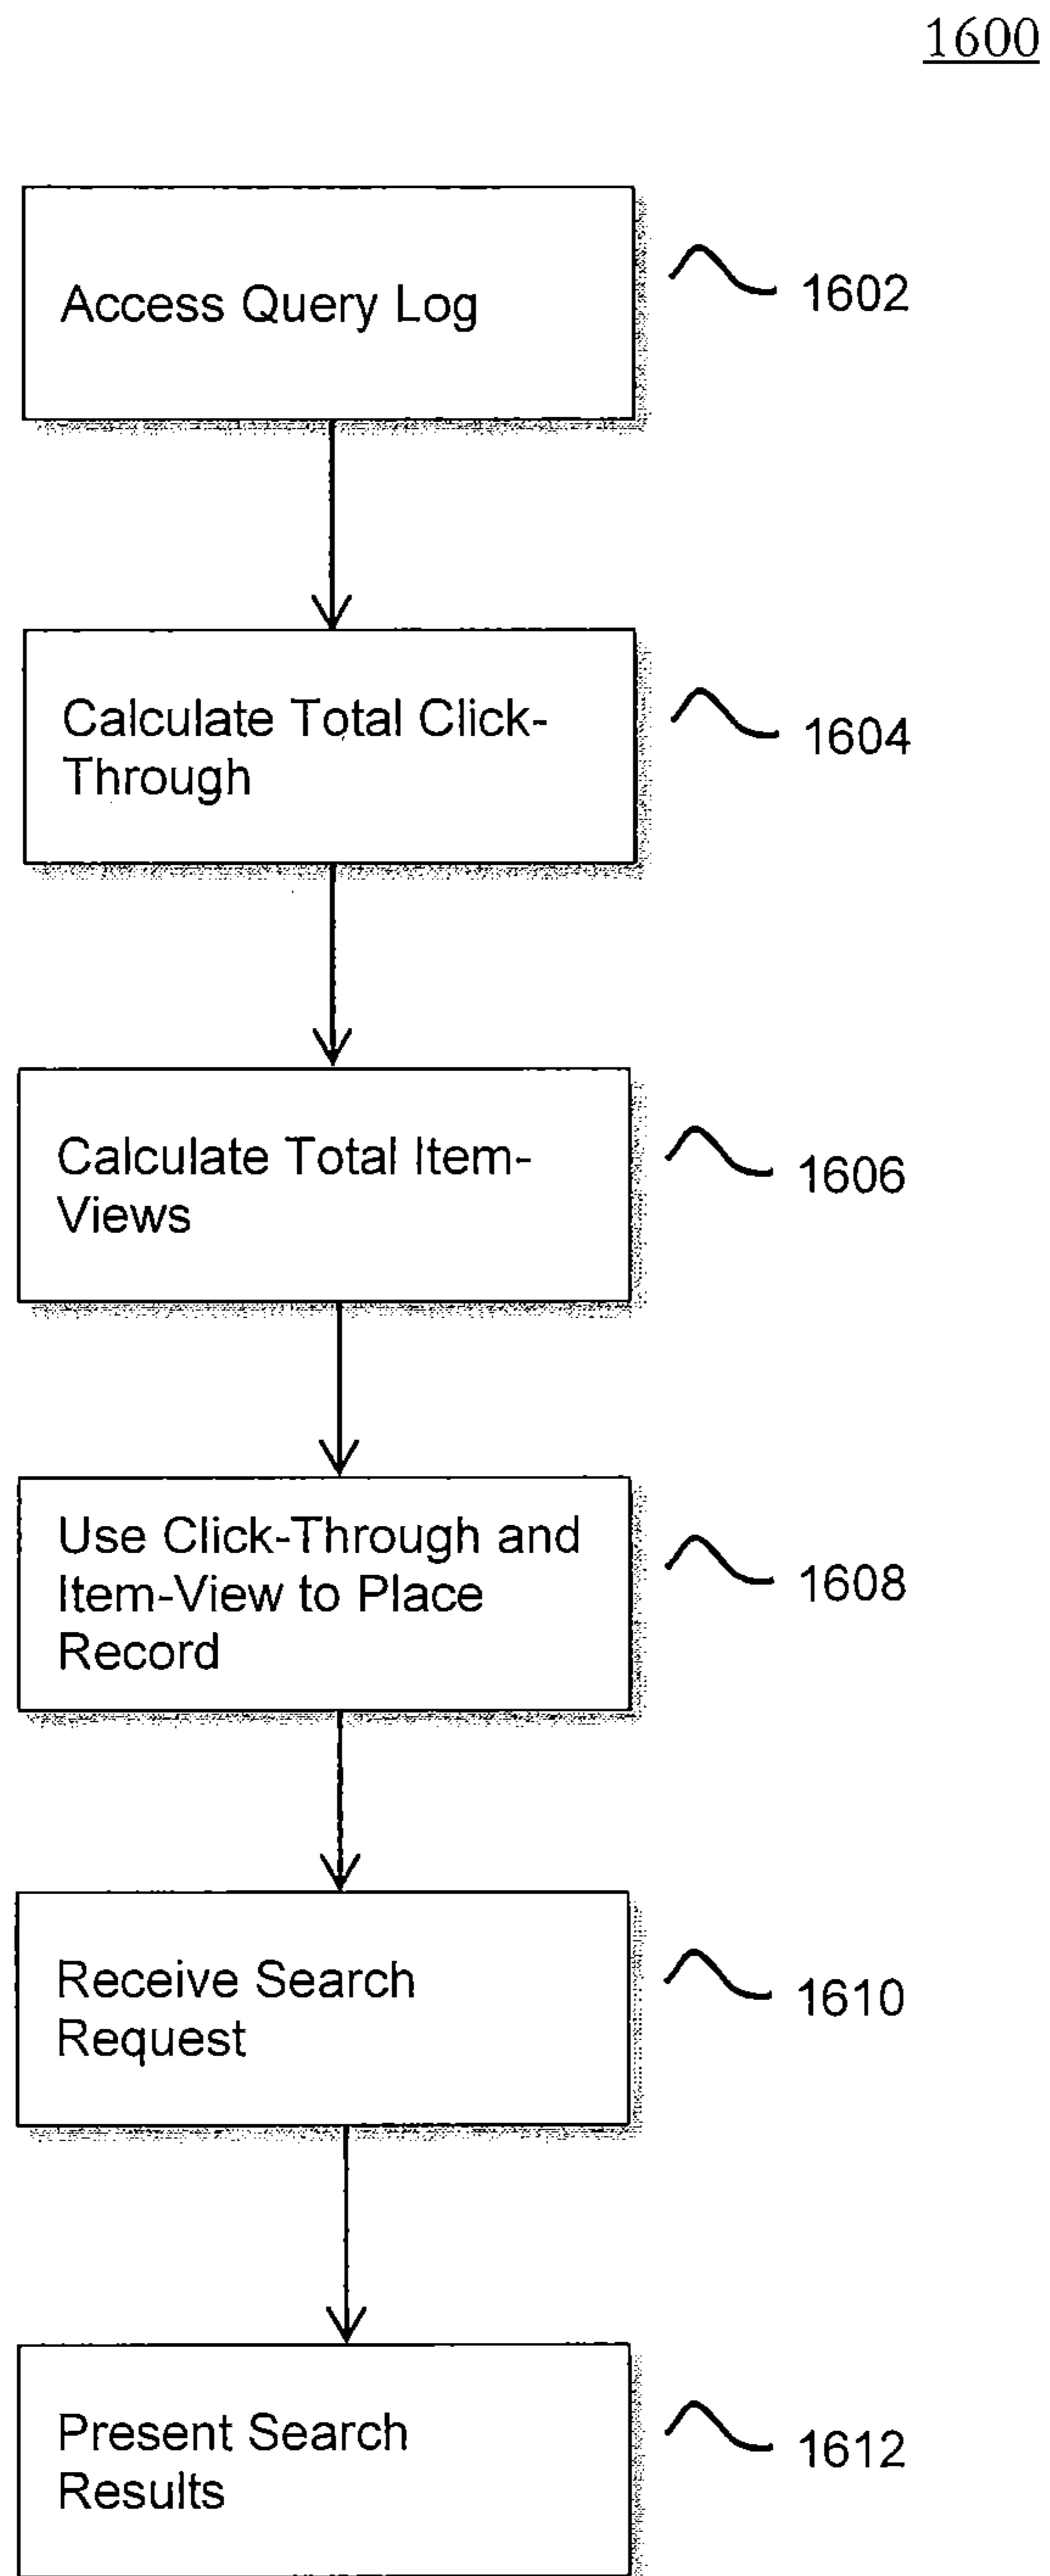 1600
Access Query Log
1602
Calculate Total Click-
Through
1604
Calculate Total Item-
Views
1606
Use Click-Through and
Item-View to Place
Record
1608
Receive Search
Request
1610
Present Search
Results
1612